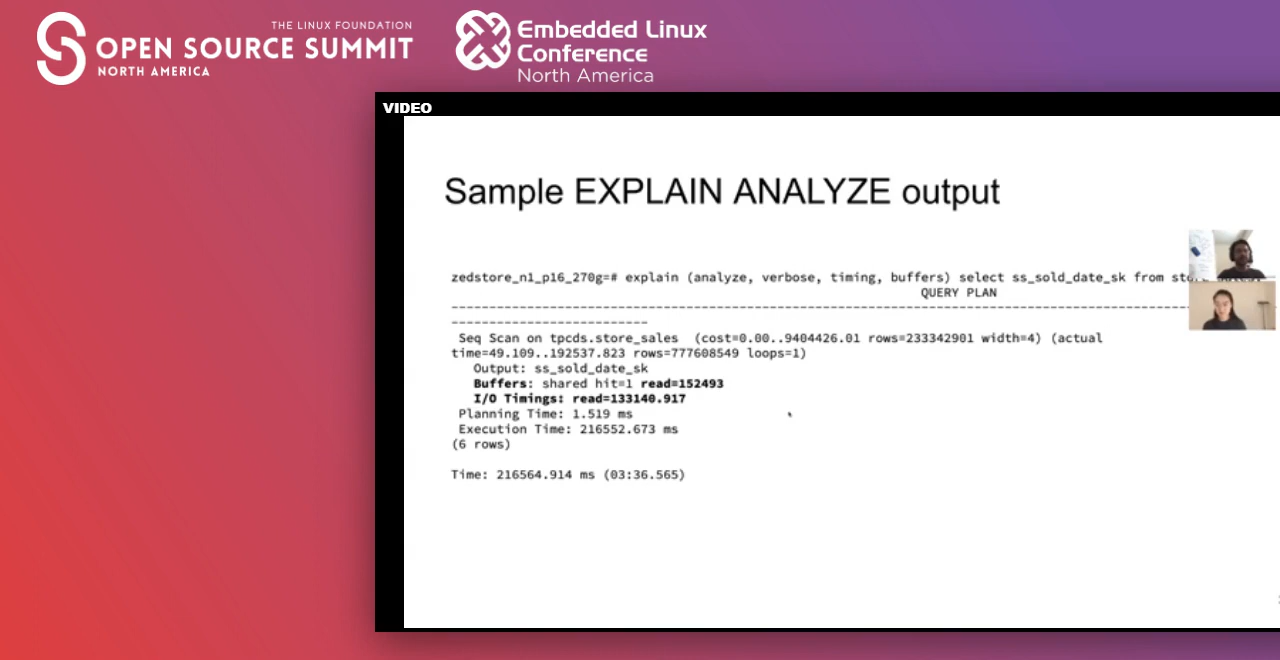 THE LINUX FOUNDATION
OPEN SOURCE SUMMIT
NORTH AMERICA
Embedded Linux
Conference
North America
VIDEO
Sample EXPLAIN ANALYZE output
zedstore_n1_p16_270g=# explain (analyze, verbose, timing, buffers) select ss_sold_date_sk from
QUERY PLAN
Seq Scan on tpcds.store_sales (cost=0.00..9404426.01 rows=233342901 width=4) (actual
time=49.109..192537.823 rows=777608549 loops=1)
Output: ss_sold_date_sk
Buffers: shared hit=1 read=152493
I/O Timings: read=133140.917
Planning Time: 1.519 ms
Execution Time: 216552.673 ms
(6 rows)
Time: 216564.914 ms (03:36.565)